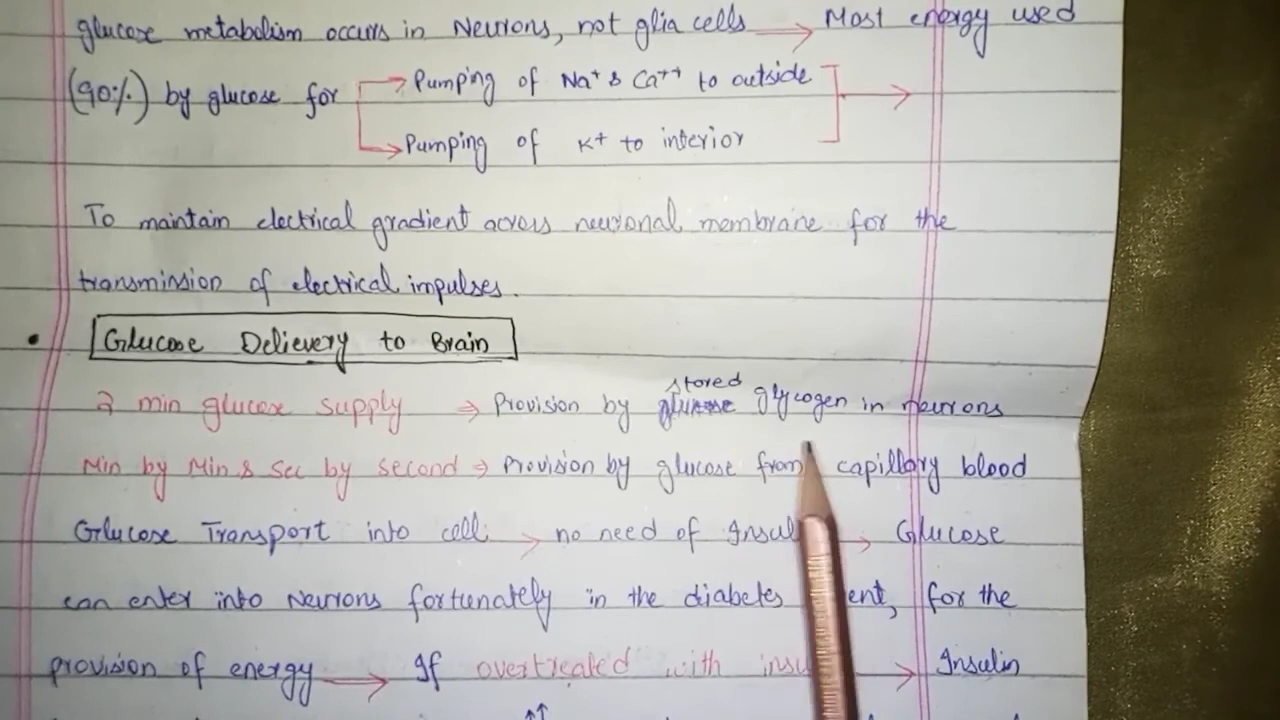 glucose metabolism occurs in Neurons, not glia cells → Most energy used
(90%) by glucose for → Pumping of Na+ & Ca++ to outside →
→ Pumping of K+ to interior
To maintain electrical gradient across neuronal membrane for the
transmission of electrical impulses.
• Glucose Delievery to Brain
2 min glucose supply ⇒ Provision by stored glycogen in neurons
Min by Min & Sec by second → Provision by glucose from capillary blood
Glucose Transport into cell → no need of Insul → Glucose
can enter into Neurons fortunately in the diabetes ent, for the
provision of energy → If overtreated with insu → Insulin
↑↑